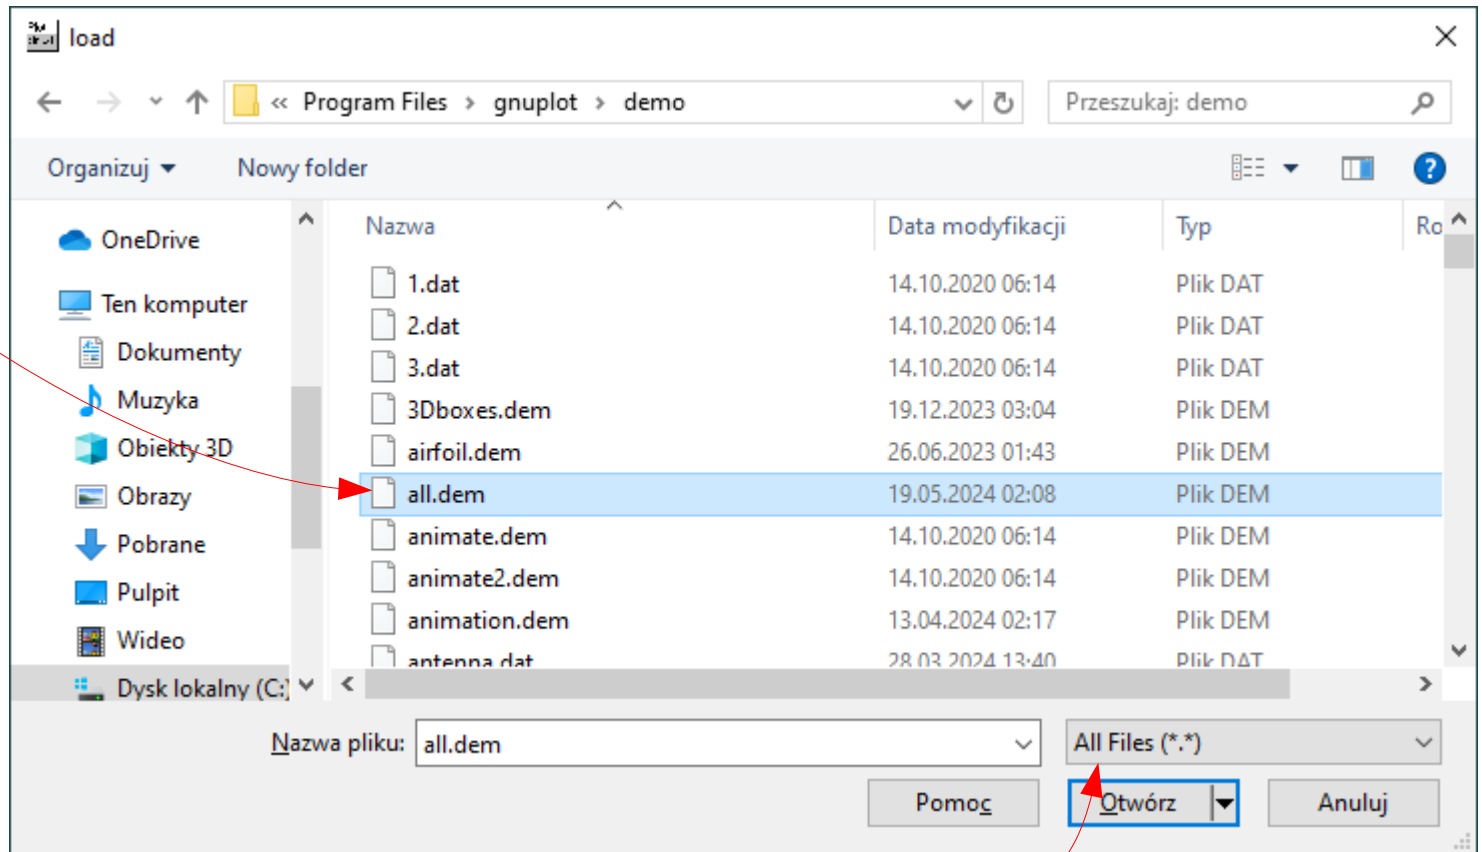 load
« Program Files › gnuplot › demo
Przeszukaj: demo
Organizuj
Nowy folder
OneDrive
Ten komputer
Dokumenty
Muzyka
Obiekty 3D
Obrazy
Pobrane
Pulpit
Wideo
Dysk lokalny (C:)
Nazwa Data modyfikacji Typ Ro
1.dat 14.10.2020 06:14 Plik DAT
2.dat 14.10.2020 06:14 Plik DAT
3.dat 14.10.2020 06:14 Plik DAT
3Dboxes.dem 19.12.2023 03:04 Plik DEM
airfoil.dem 26.06.2023 01:43 Plik DEM
all.dem 19.05.2024 02:08 Plik DEM
animate.dem 14.10.2020 06:14 Plik DEM
animate2.dem 14.10.2020 06:14 Plik DEM
animation.dem 13.04.2024 02:17 Plik DEM
antenna.dat 28.03.2024 13:40 Plik DAT
Nazwa pliku: all.dem All Files (*.*)
Pomoc Otwórz Anuluj